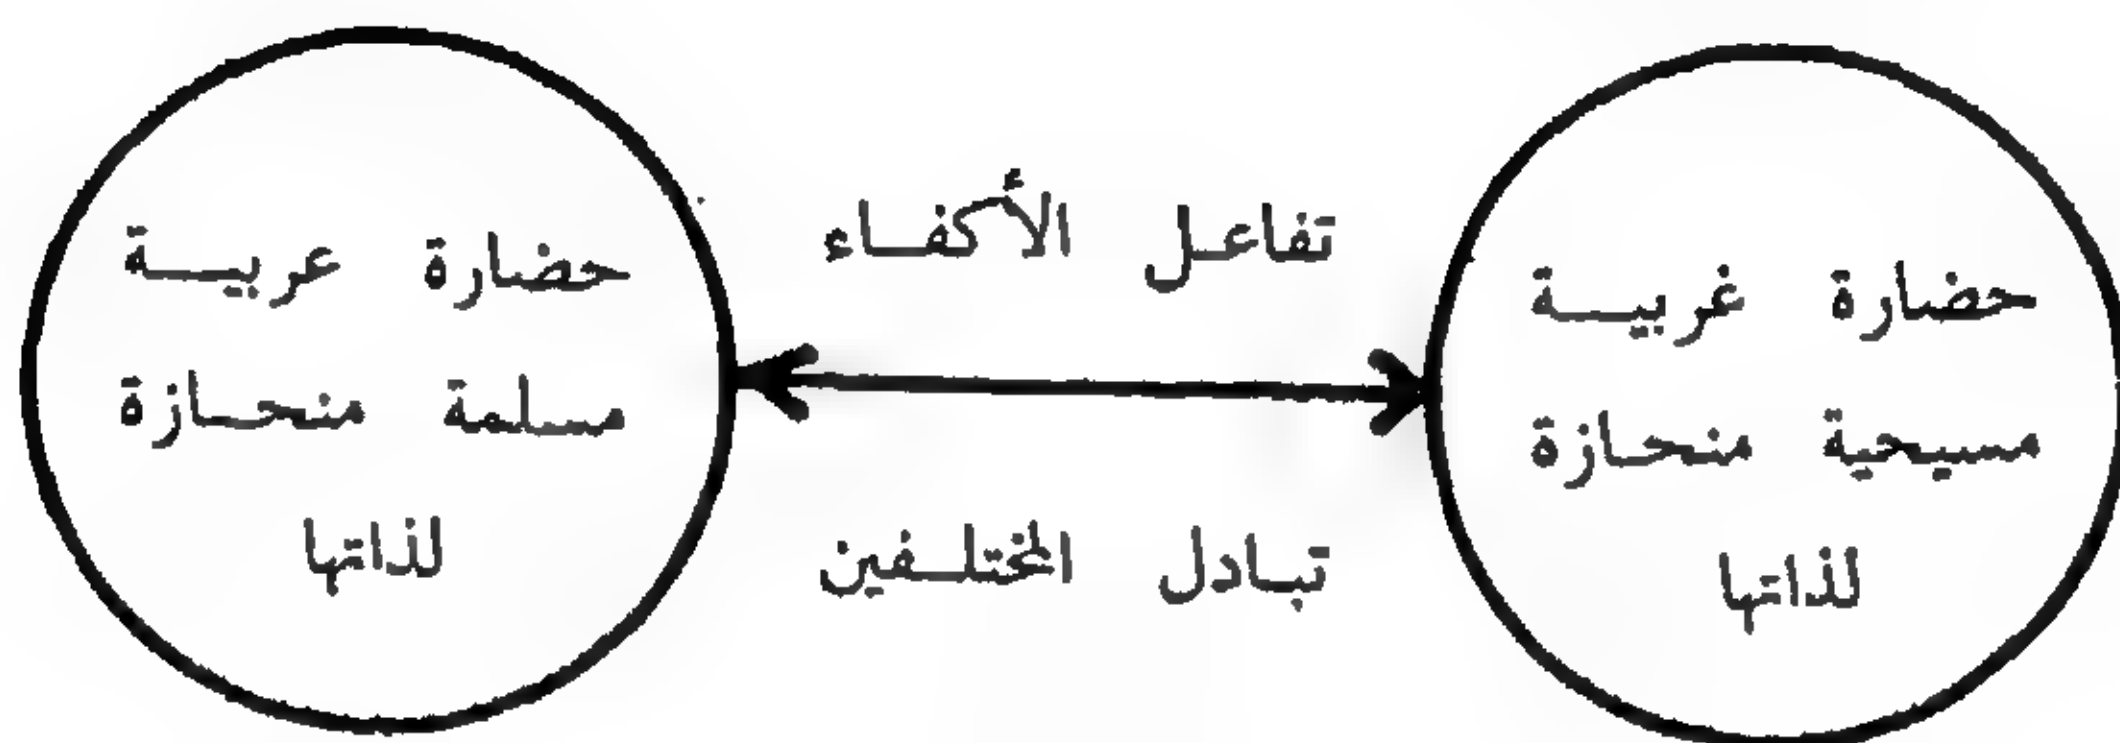 حضارة غربية
مسيحية منحازة
لذاتها
تفاعل الأكفاء
تبادل المختلفين
حضارة عربية
مسلمة منحازة
لذاتها